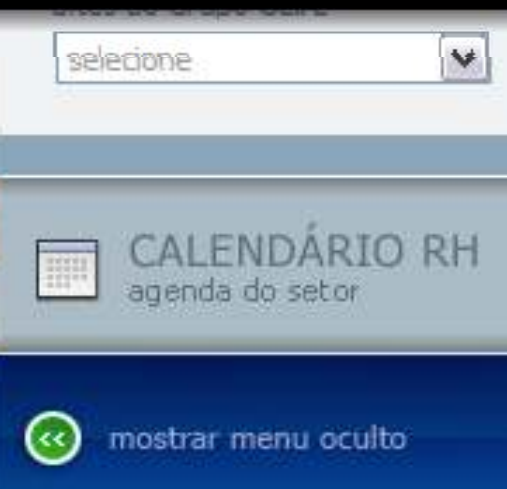 selecione
CALENDÁRIO RH
agenda do setor
mostrar menu oculto